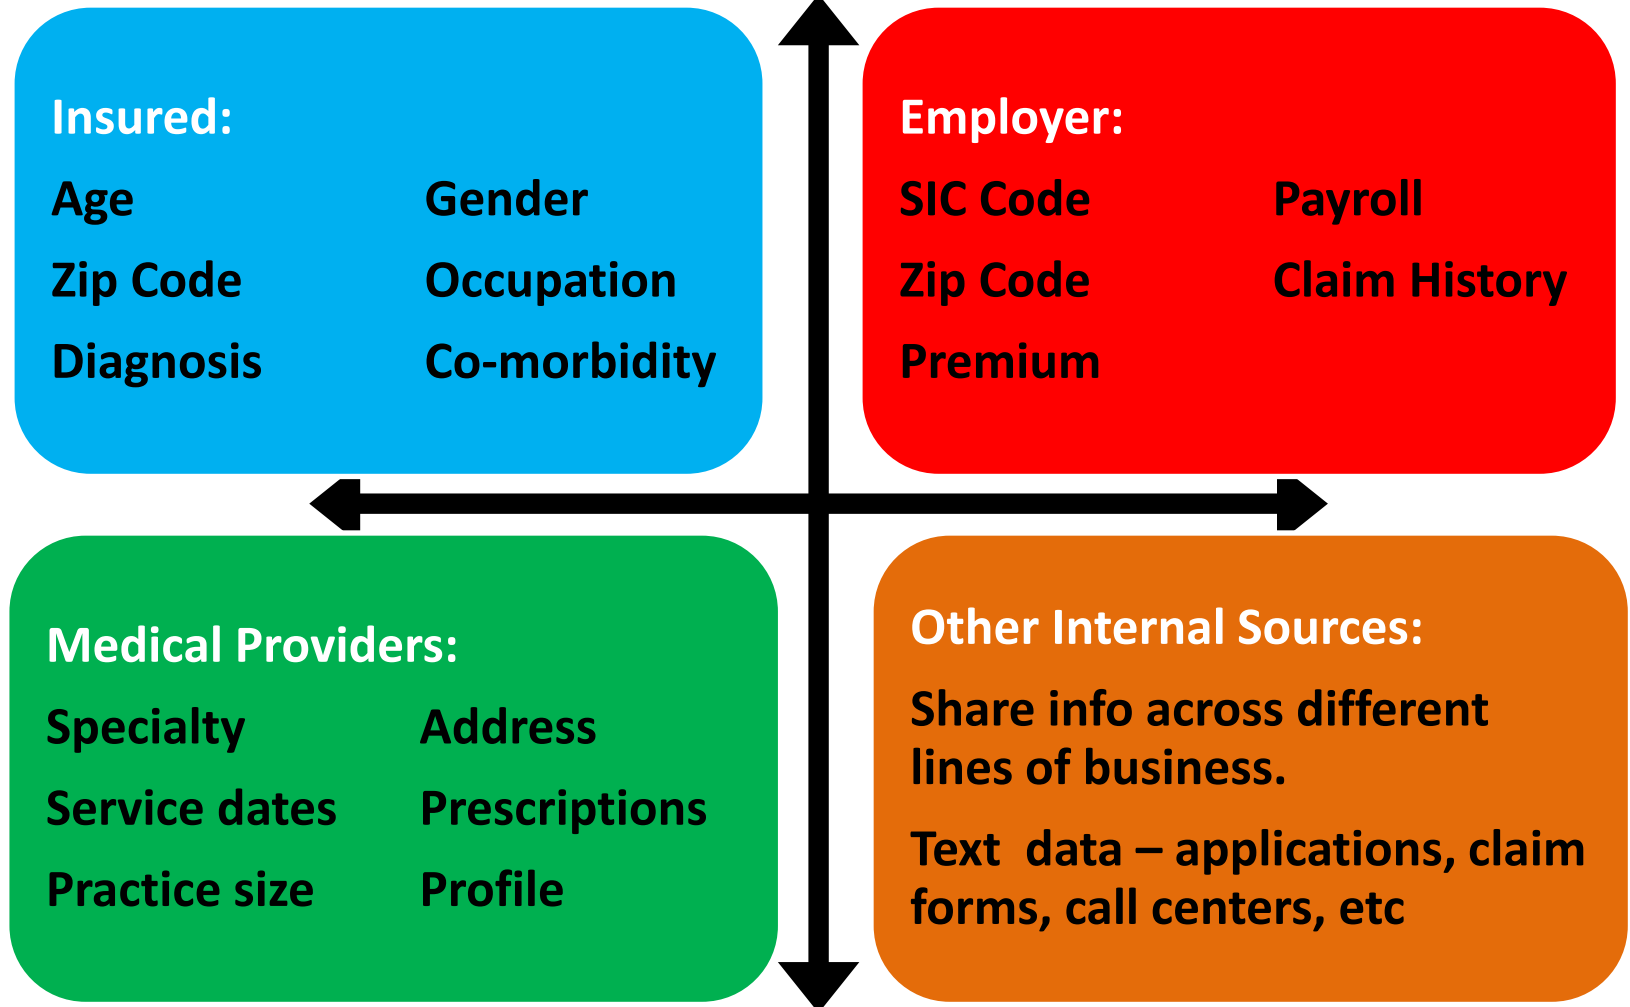 Insured:
Age Gender
Zip Code Occupation
Diagnosis Co-morbidity
Employer:
SIC Code Payroll
Zip Code Claim History
Premium
Medical Providers:
Specialty Address
Service dates Prescriptions
Practice size Profile
Other Internal Sources:
Share info across different
lines of business.
Text  data – applications, claim
forms, call centers, etc